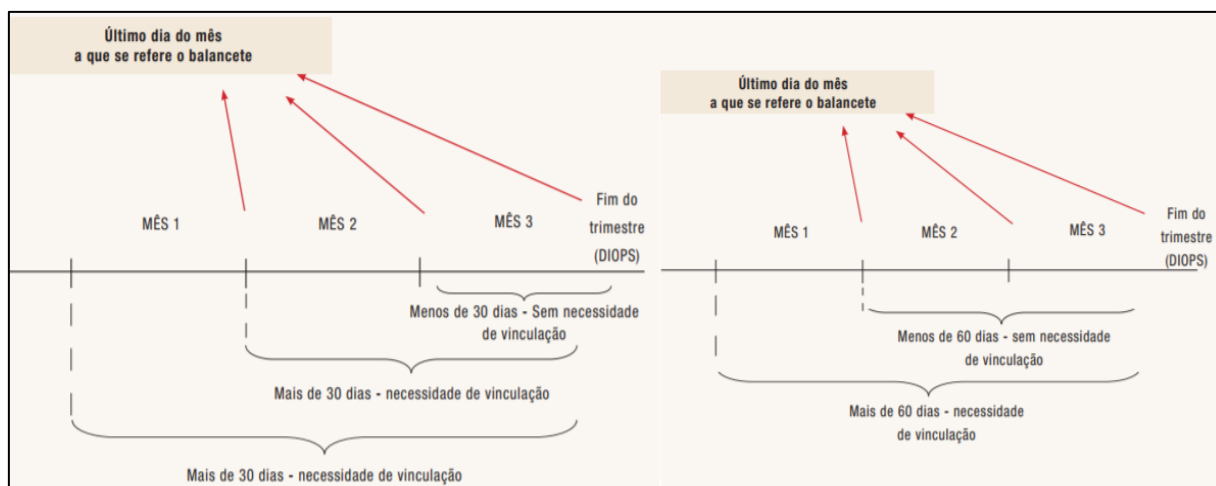 Último dia do mês
a que se refere o balancete
MÊS 1
MÊS 2
MÊS 3
Fim do
trimestre
(DIOPS)
Menos de 30 dias - Sem necessidade
de vinculação
Mais de 30 dias - necessidade de vinculação
Mais de 30 dias - necessidade de vinculação
Último dia do mês
a que se refere o balancete
MÊS 1
MÊS 2
MÊS 3
Fim do
trimestre
(DIOPS)
Menos de 60 dias - sem necessidade
de vinculação
Mais de 60 dias - necessidade
de vinculação